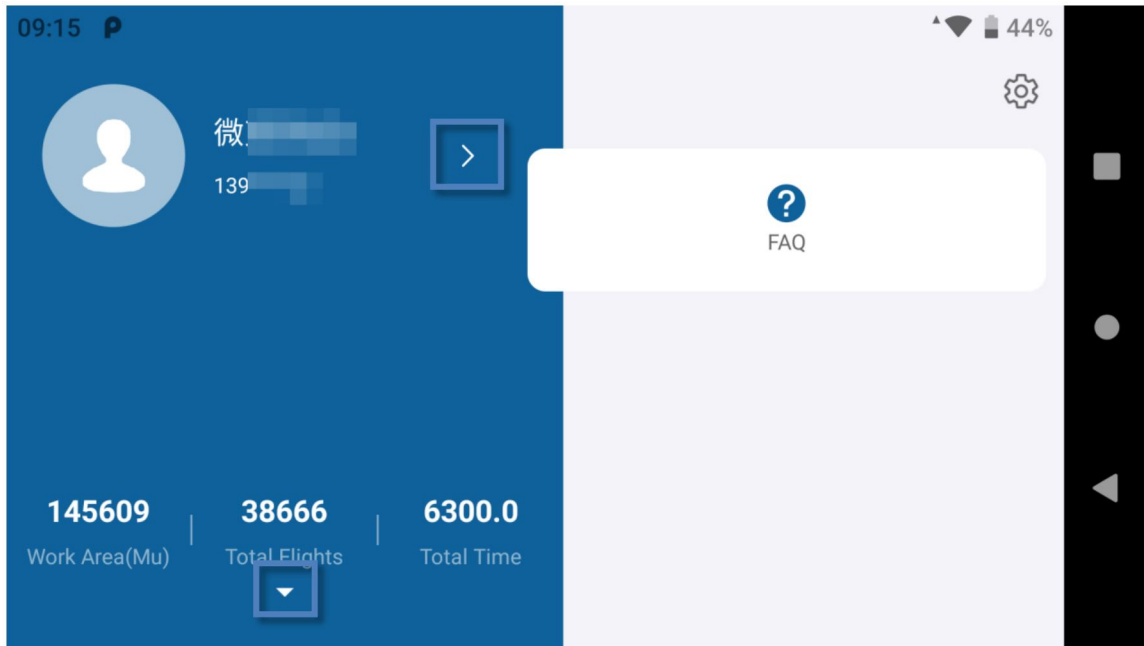 09:15
44%
微
139
FAQ
145609
38666
6300.0
Work Area(Mu)
Total Flights
Total Time